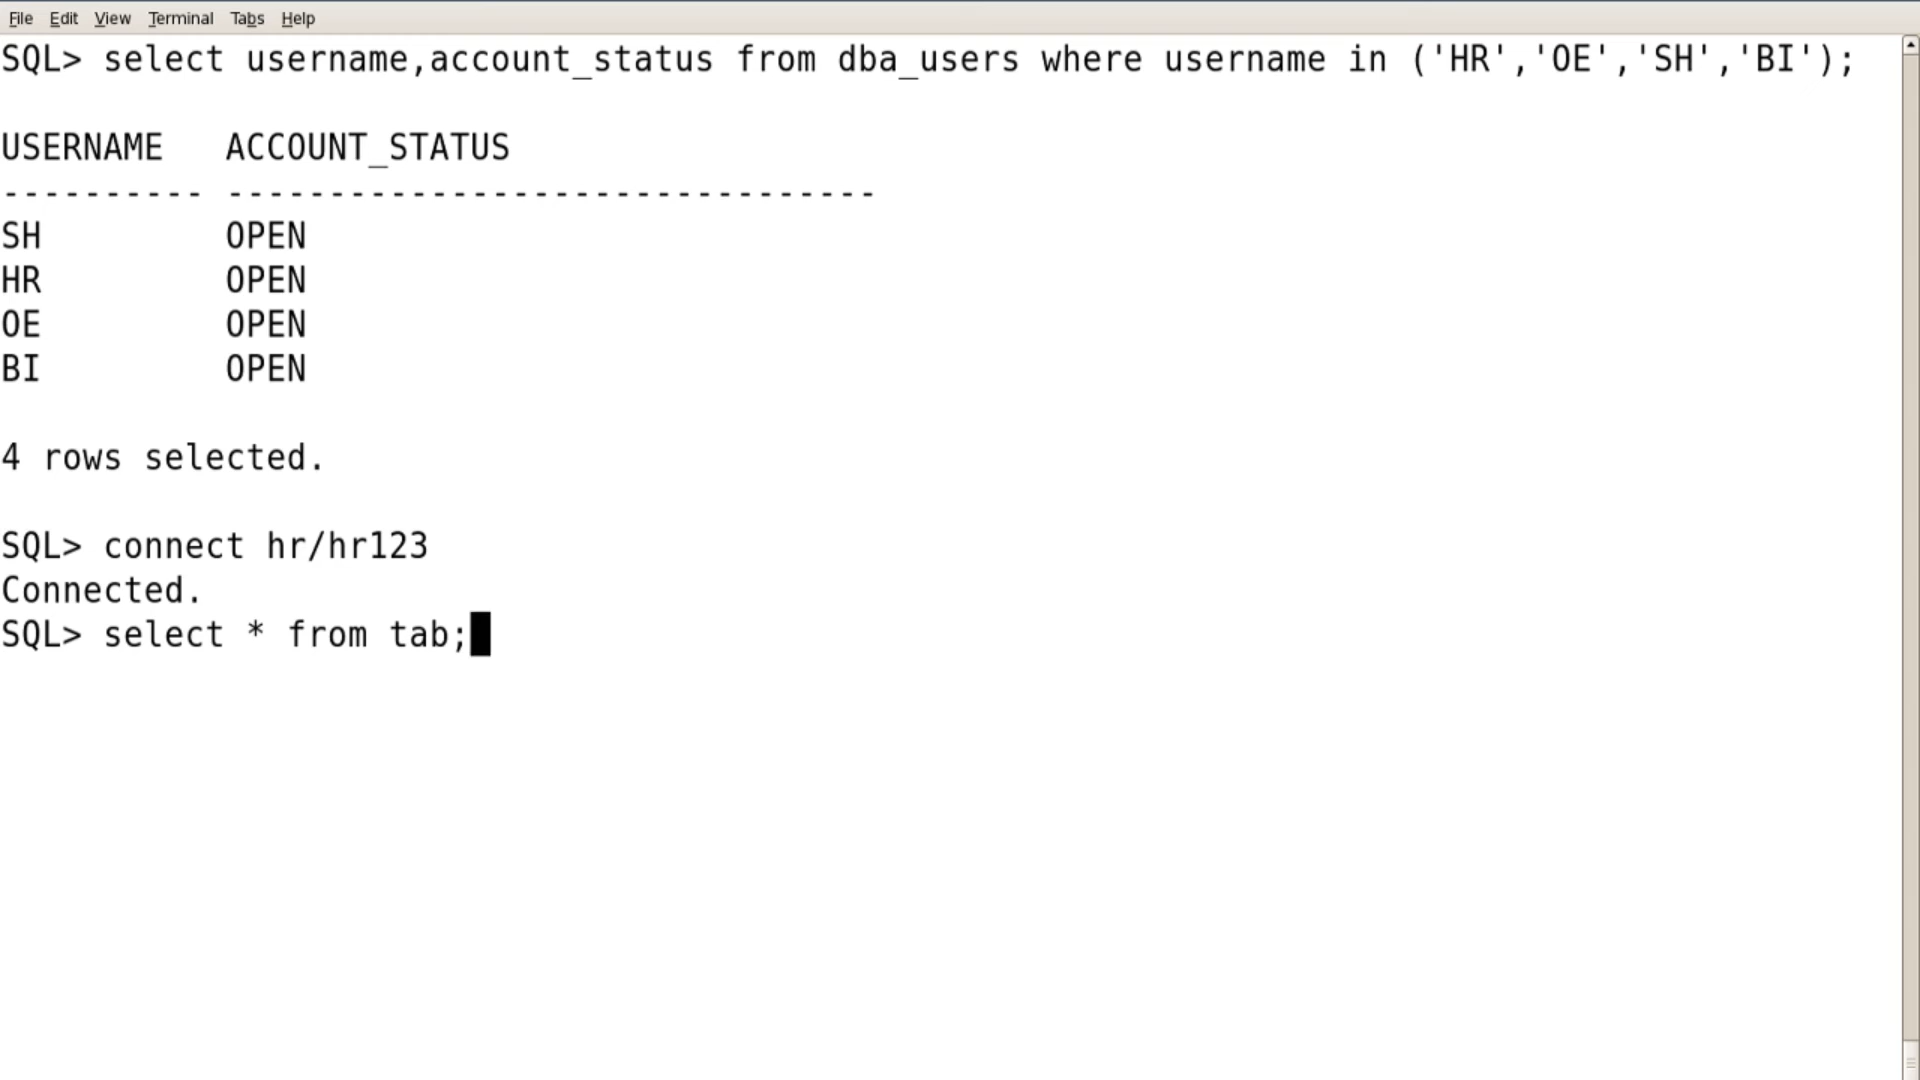 File Edit View Terminal Tabs Help
SQL> select username,account_status from dba_users where username in ('HR','OE','SH','BI');
USERNAME   ACCOUNT_STATUS
---------- --------------------------------
SH         OPEN
HR         OPEN
OE         OPEN
BI         OPEN
4 rows selected.
SQL> connect hr/hr123
Connected.
SQL> select * from tab;